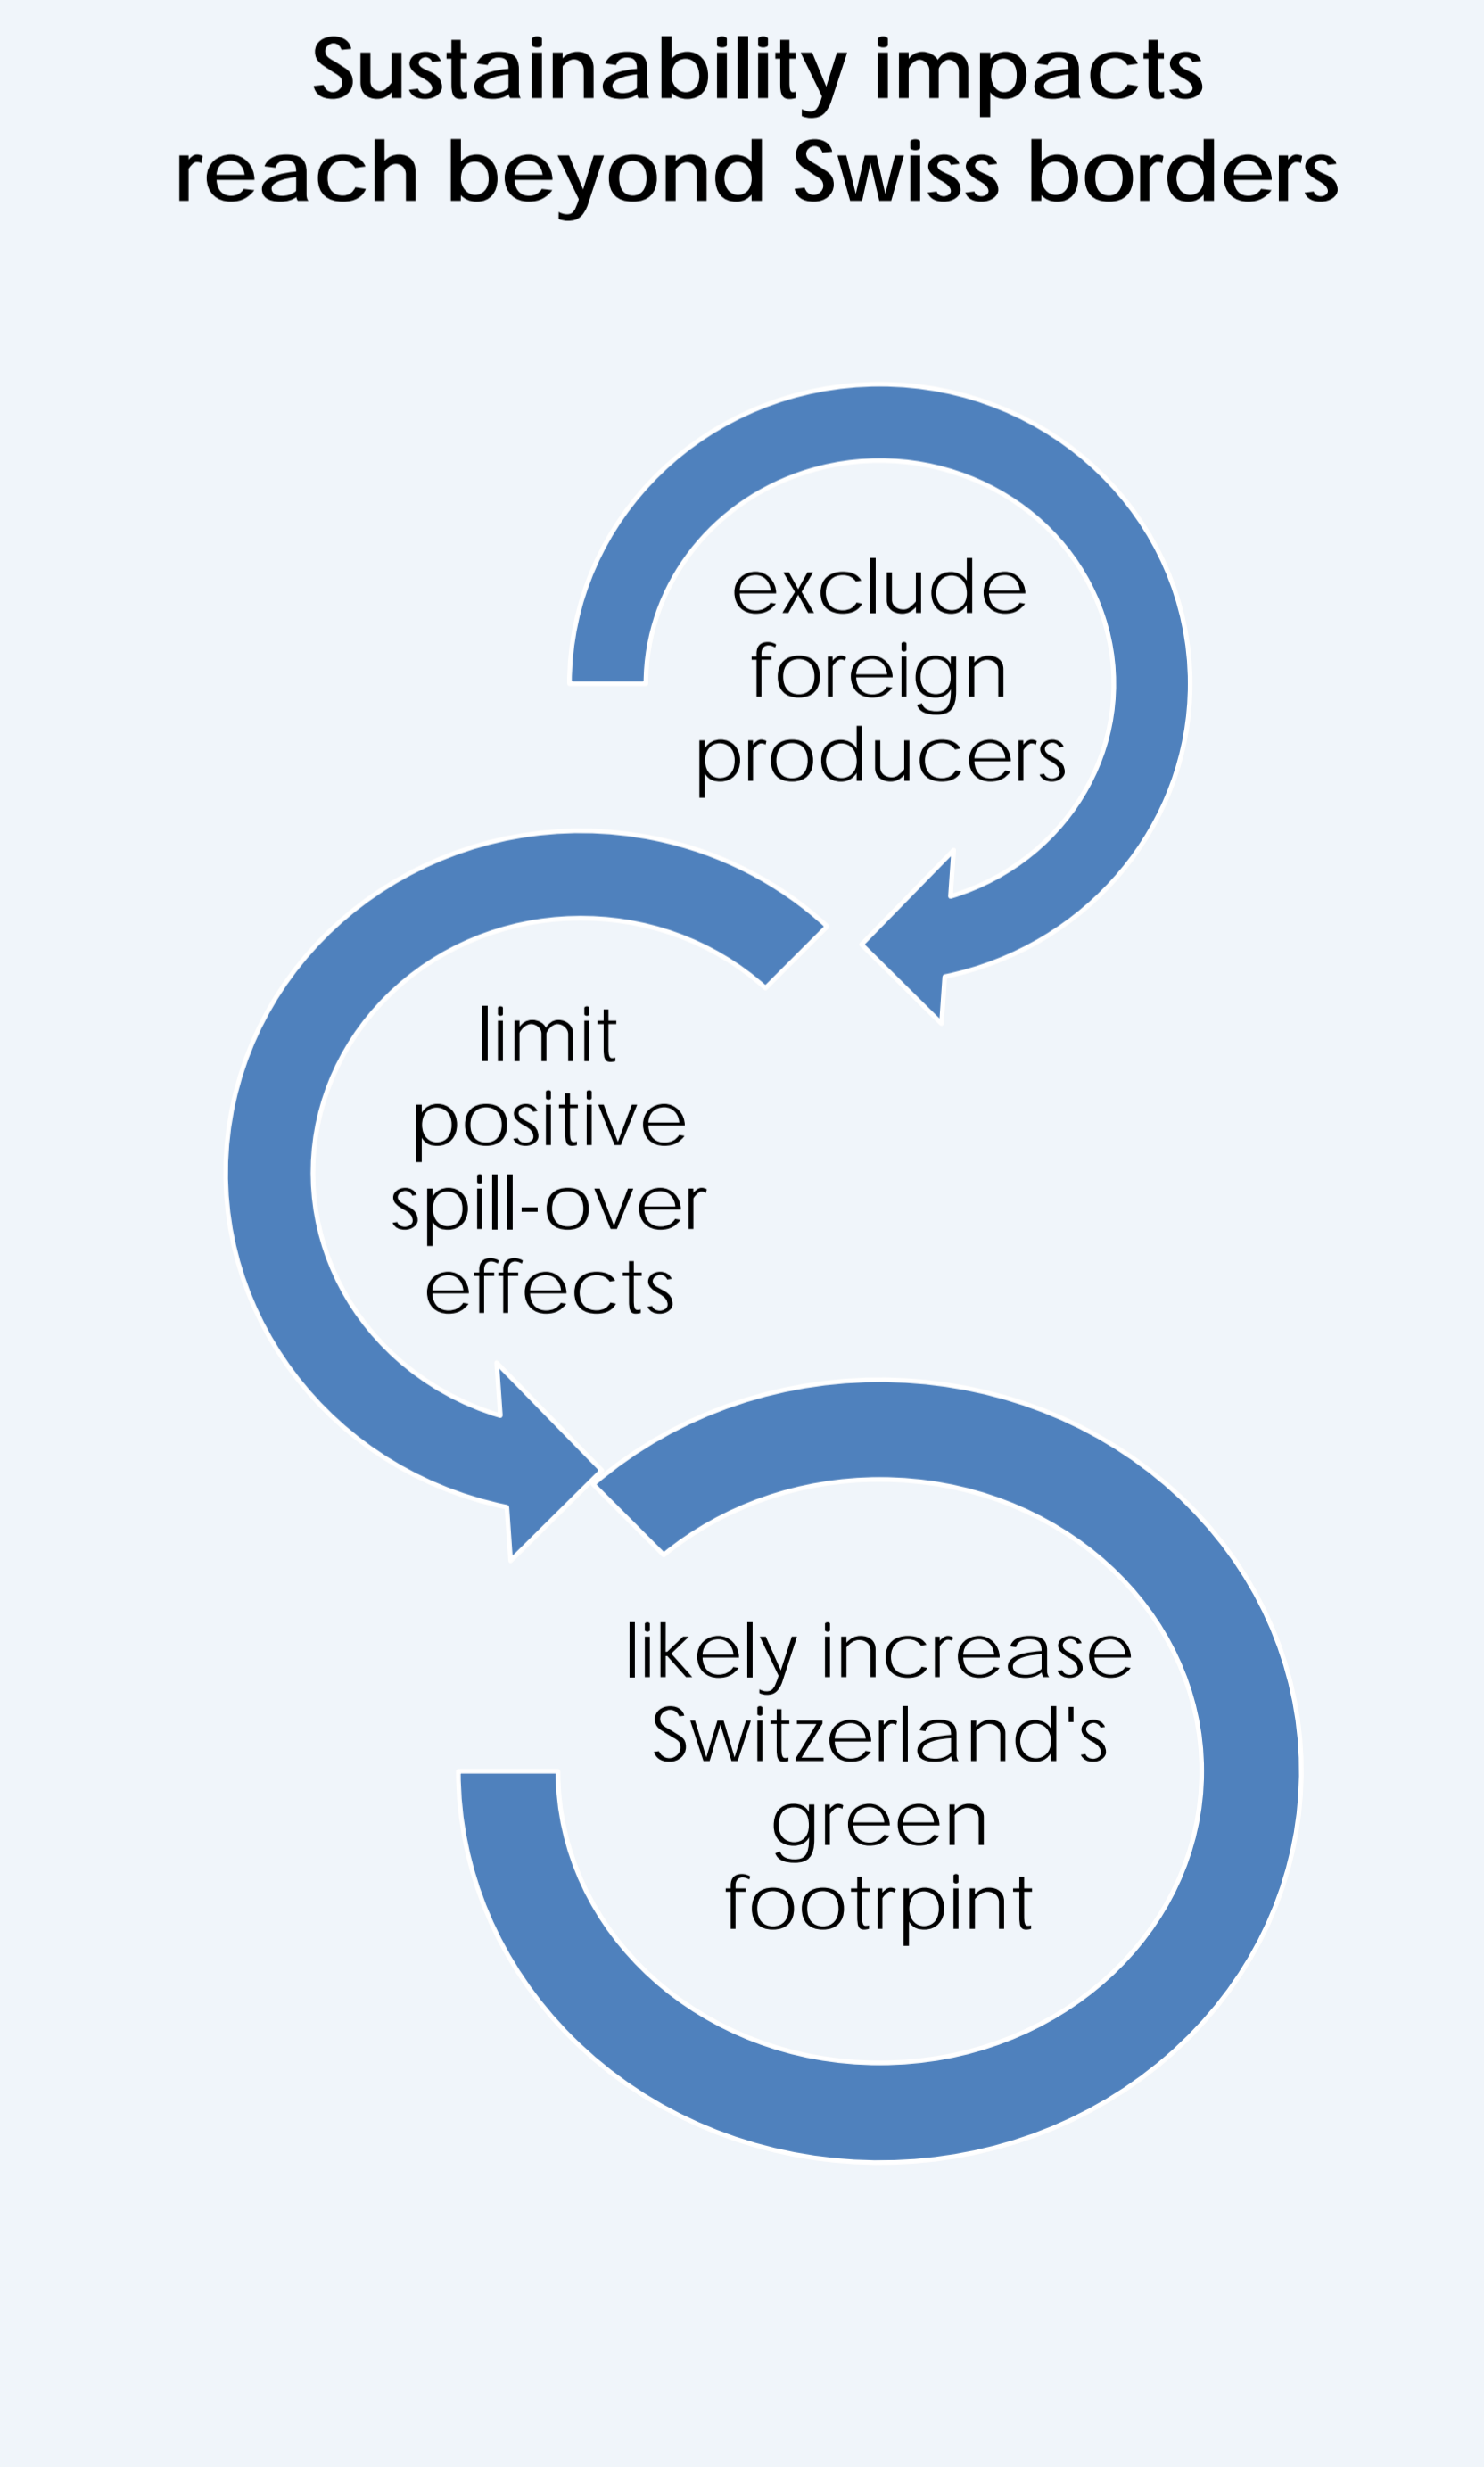 Sustainability impacts
reach beyond Swiss borders
exclude
foreign
producers
limit
positive
spill-over
effects
likely increase
Switzerland's
green
footrpint